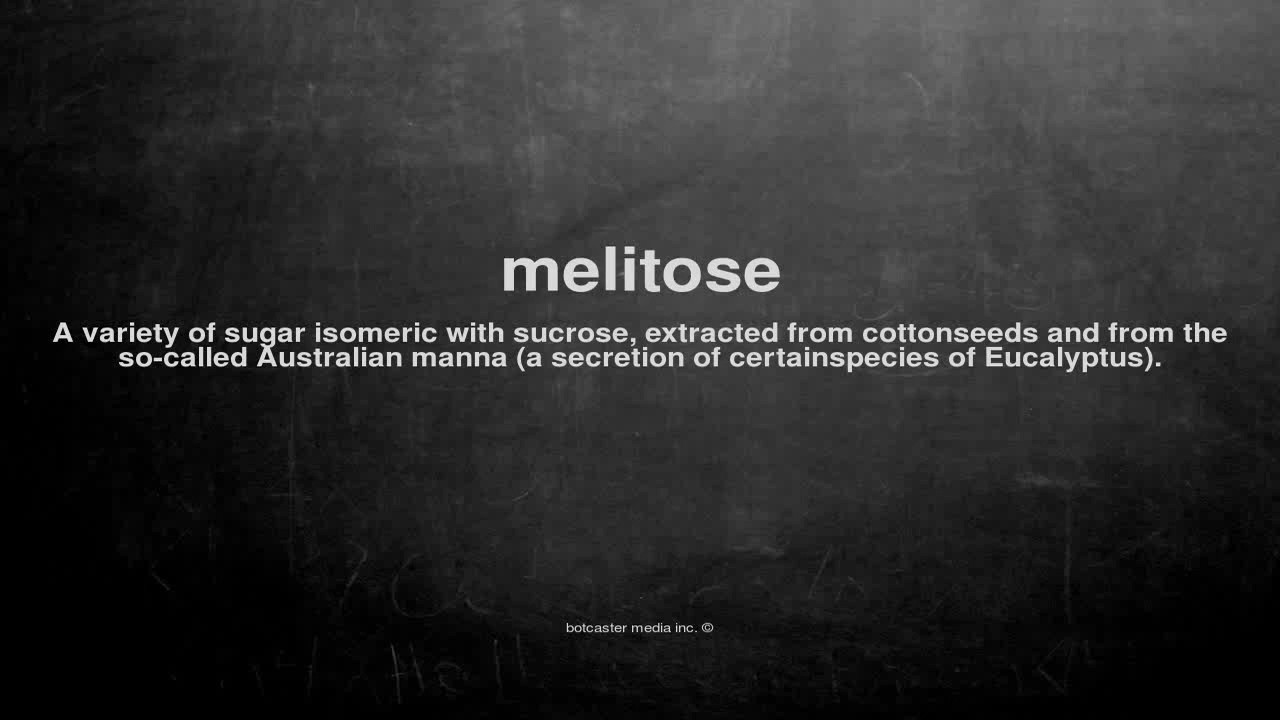 melitose
A variety of sugar isomeric with sucrose, extracted from cottonseeds and from the
so-called Australian manna (a secretion of certainspecies of Eucalyptus).
botcaster media inc. ©